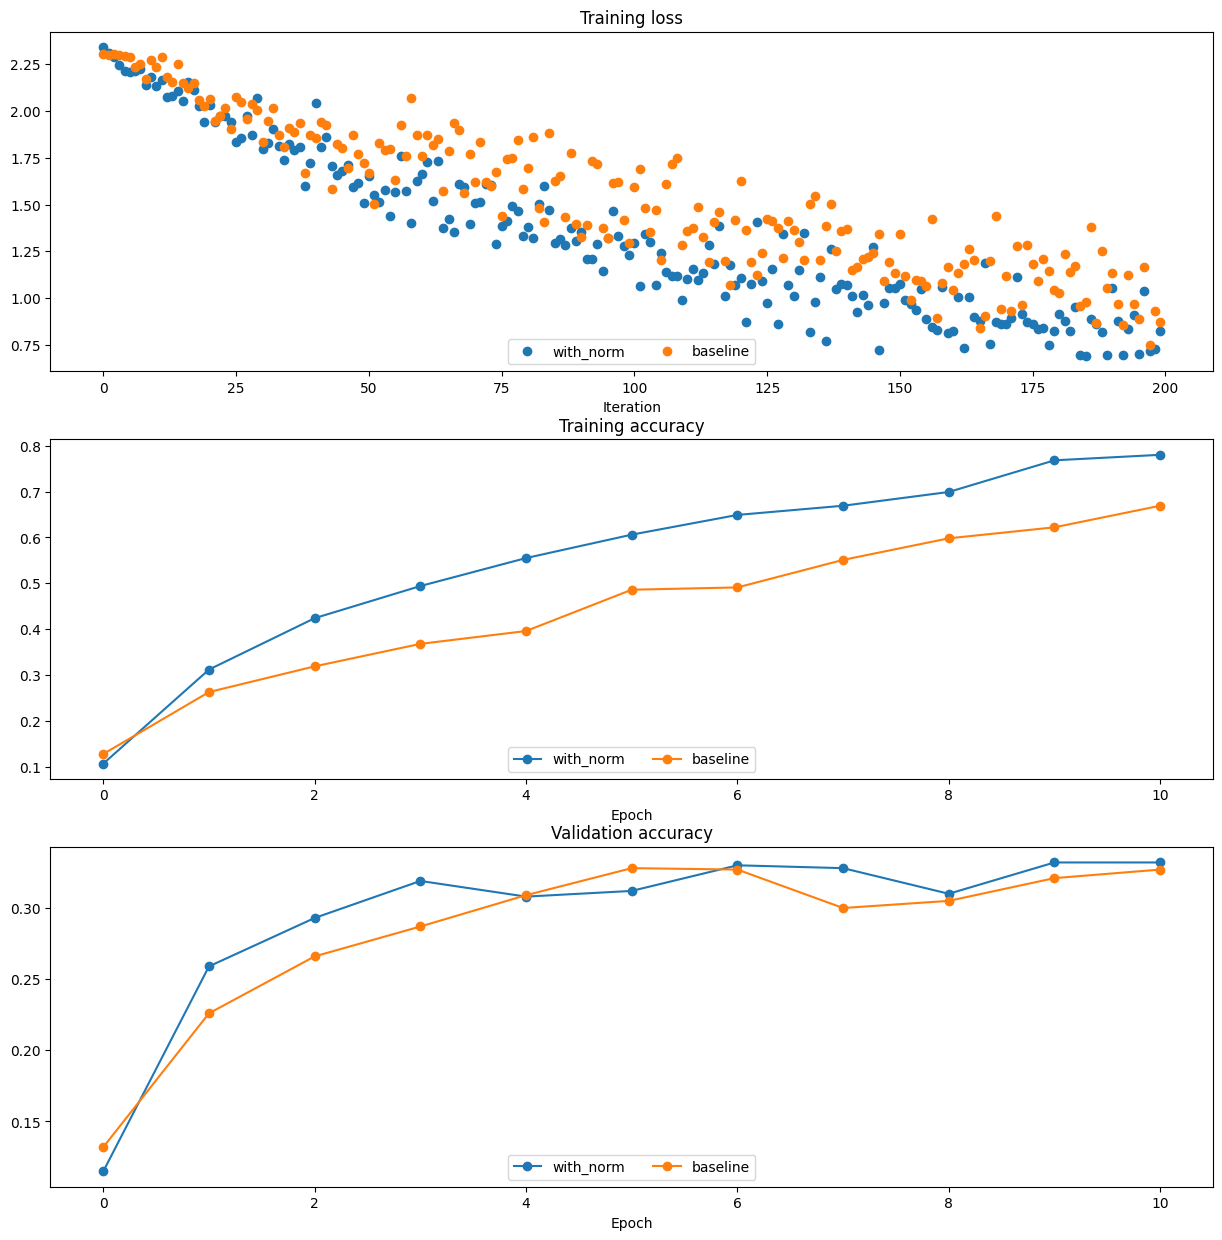 Training loss
2.25
2.00
1.75
1.50
1.25
1.00
0.75
with_norm baseline
0 25 50 75 100 125 150 175 200
Iteration
Training accuracy
0.8
0.7
0.6
0.5
0.4
0.3
0.2
0.1
with_norm baseline
0 2 4 6 8 10
Epoch
Validation accuracy
0.30
0.25
0.20
0.15
with_norm baseline
0 2 4 6 8 10
Epoch